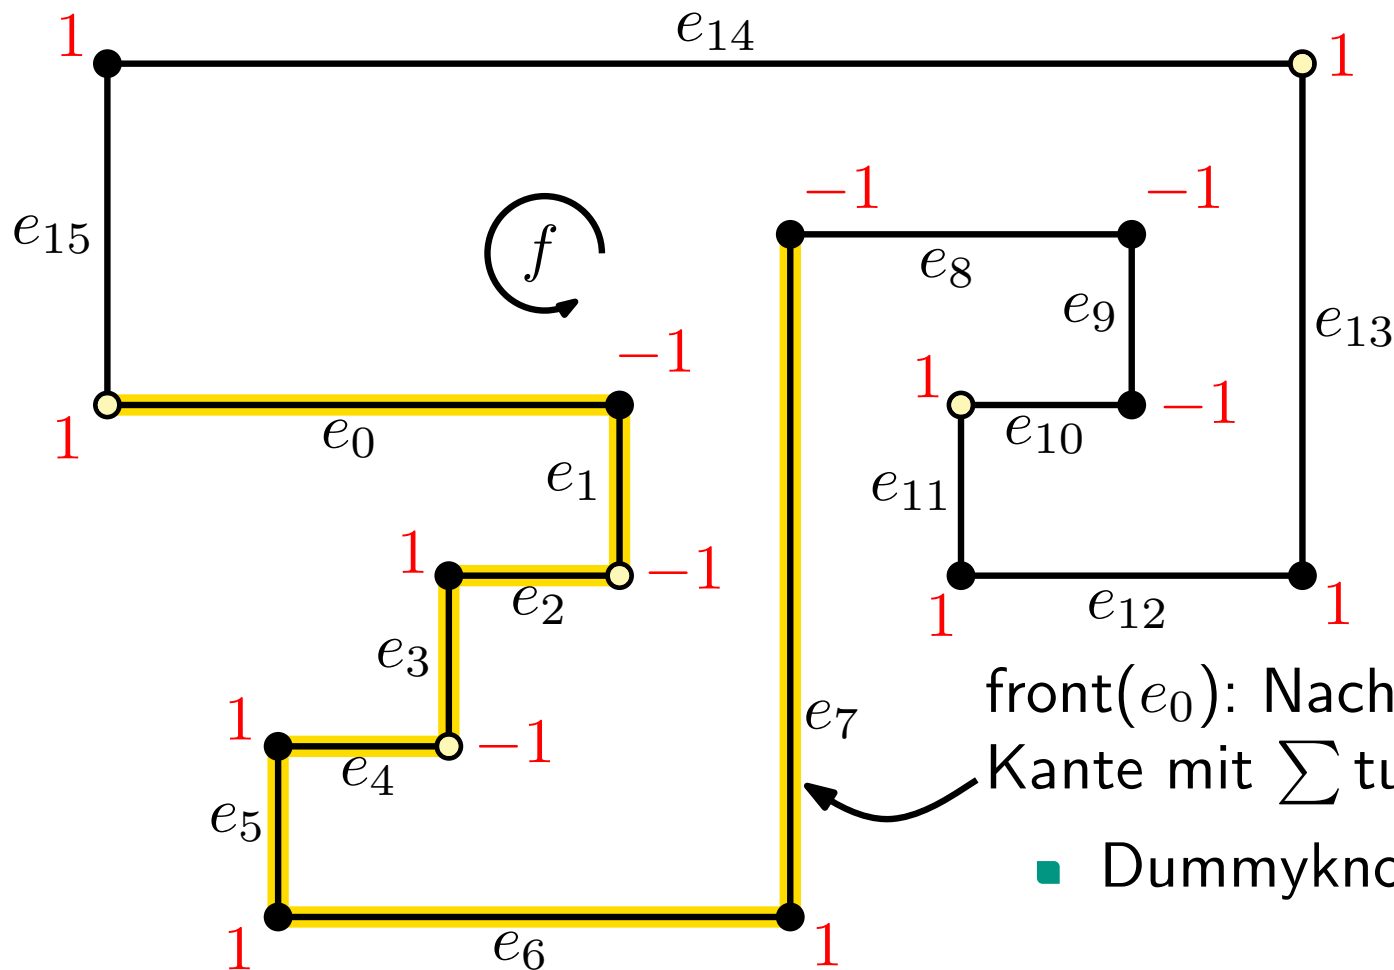 1
e14
1
−1
−1
e15
f
e8
e9
e13
−1
1
−1
1
e0
e10
e1
e11
1
−1
e2
1
e12
1
e3
front(e0): Nach
1
−1
e7
e4
Kante mit ∑ tu
e5
Dummykno
1
e6
1